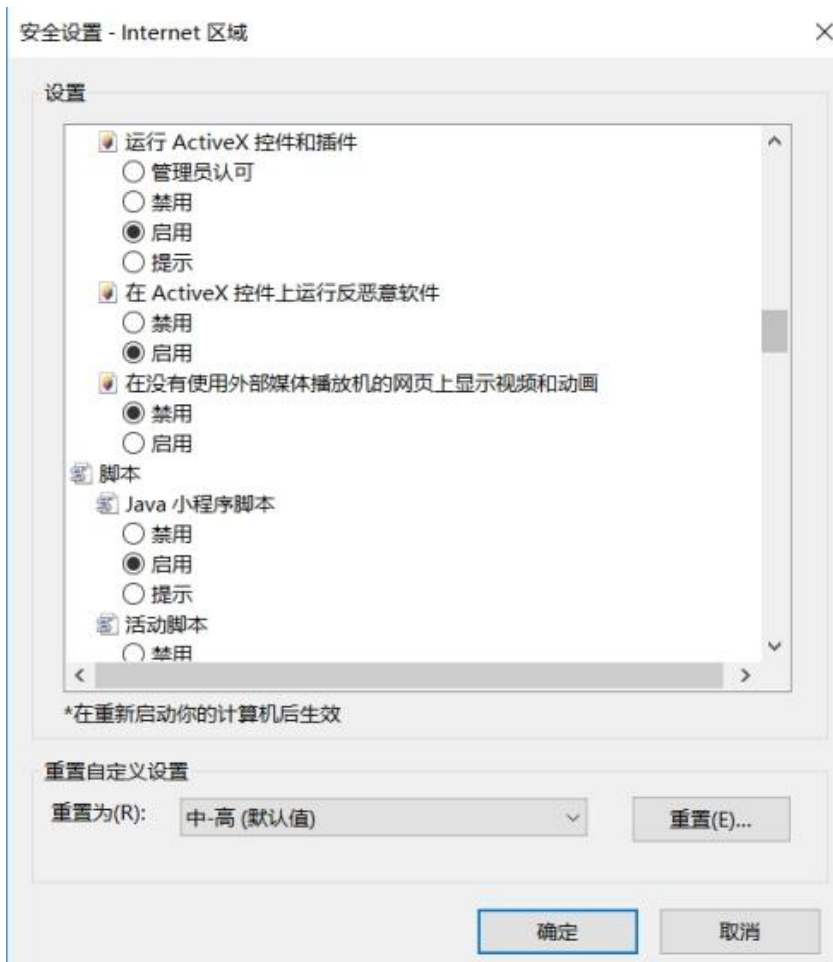 安全设置 - Internet 区域
设置
运行 ActiveX 控件和插件
管理员认可
禁用
启用
提示
在 ActiveX 控件上运行反恶意软件
禁用
启用
在没有使用外部媒体播放机的网页上显示视频和动画
禁用
启用
脚本
Java 小程序脚本
禁用
启用
提示
活动脚本
禁用
*在重新启动你的计算机后生效
重置自定义设置
重置为(R): 中-高 (默认值) 重置(E)...
确定 取消